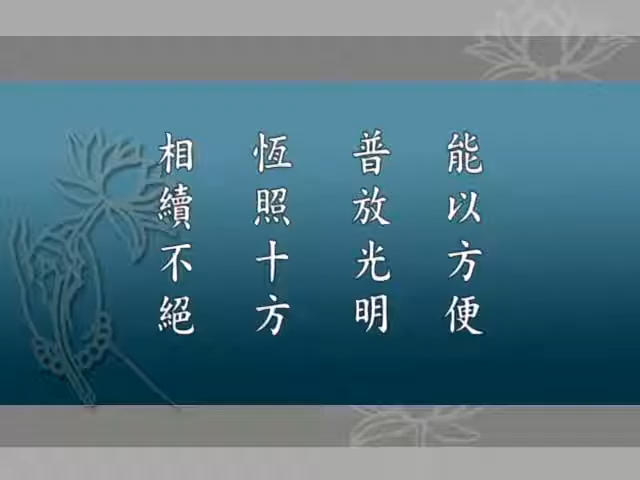 能以方便
普放光明
恆照十方
相續不絕